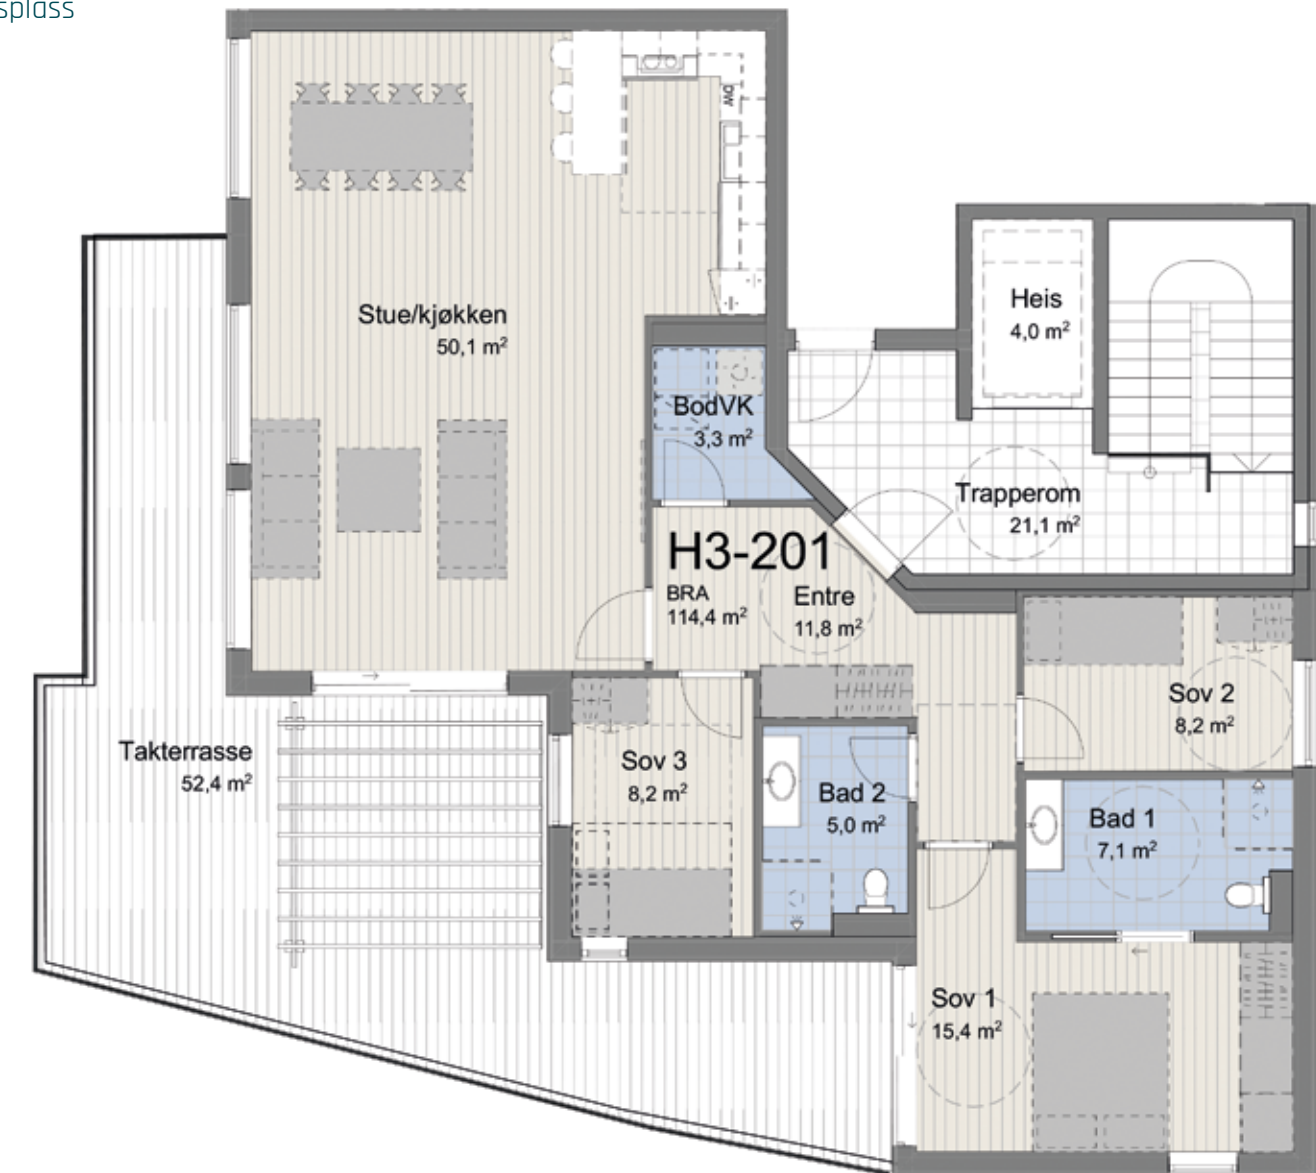 splass
Stue/kjøkken
50,1 m²
DW
Heis
4,0 m²
BodVK
3,3 m²
Trapperom
21,1 m²
H3-201
BRA
114,4 m²
Entre
11,8 m²
Sov 2
8,2 m²
Takterrasse
52,4 m²
Sov 3
8,2 m²
Bad 2
5,0 m²
Bad 1
7,1 m²
Sov 1
15,4 m²